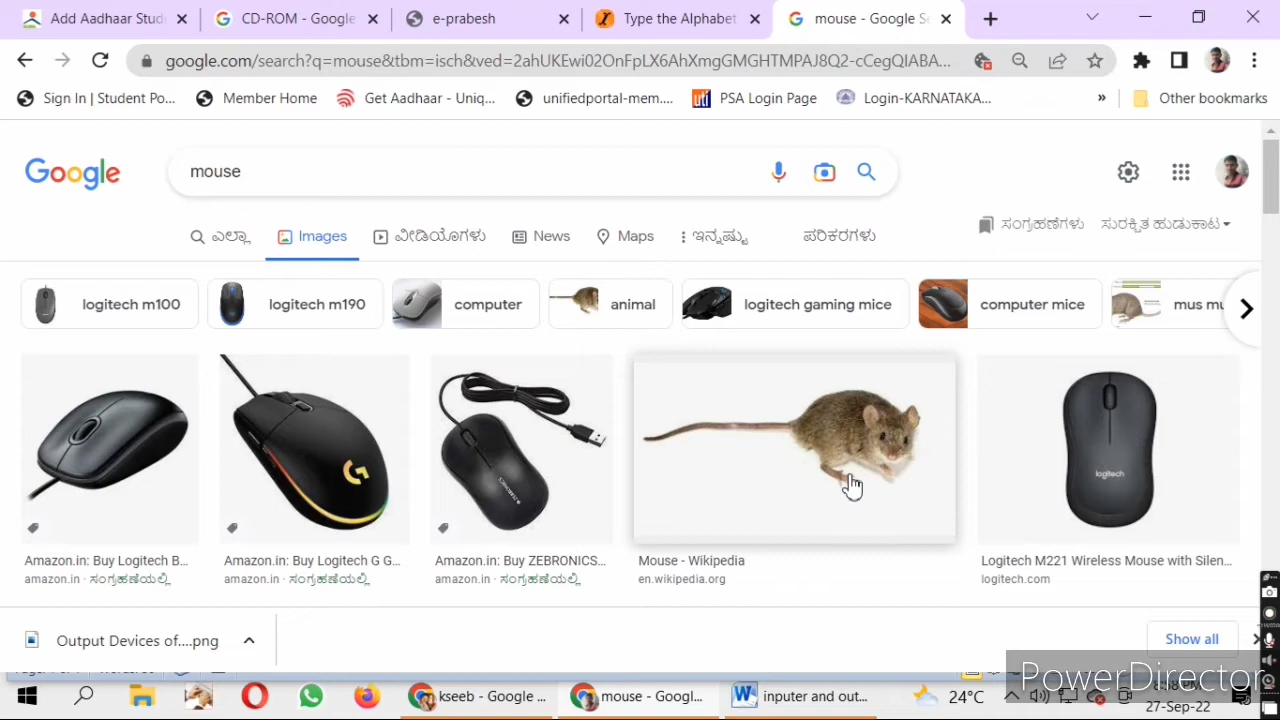 Add Aadhaar Stud
CD-ROM - Google
e-pradesh
Type the Alphabet
mouse - Google Se
google.com/search?q=mouse&tbm=isch&ved=2ahUKEwi02OnFpLX6AhXmgGMGHTMPAJ8Q2-cCegQIABA...
Sign In | Student Po...
Member Home
Get Aadhaar - Uniq...
unifiedportal-mem....
uti PSA Login Page
Login-KARNATAKA...
»
Other bookmarks
Google
mouse
ಎಲ್ಲಾ
Images
ವೀಡಿಯೊಗಳು
News
Maps
ಇನ್ನಷ್ಟು
ಪರಿಕರಗಳು
ಸಂಗ್ರಹಣೆಗಳು
ಸುರಕ್ಷಿತ ಹುಡುಕಾಟ
logitech m100
logitech m190
computer
animal
logitech gaming mice
computer mice
mus mu
G
ZEBRONICS
logitech
Amazon.in: Buy Logitech B...
amazon.in · ಸಂಗ್ರಹಣೆಯಲ್ಲಿ
Amazon.in: Buy Logitech G G...
amazon.in · ಸಂಗ್ರಹಣೆಯಲ್ಲಿ
Amazon.in: Buy ZEBRONICS...
amazon.in · ಸಂಗ್ರಹಣೆಯಲ್ಲಿ
Mouse - Wikipedia
en.wikipedia.org
Logitech M221 Wireless Mouse with Silen...
logitech.com
Output Devices of....png
Show all
PowerDirector
kseeb - Google ...
mouse - Googl...
inputer and out...
24°C
27-Sep-22